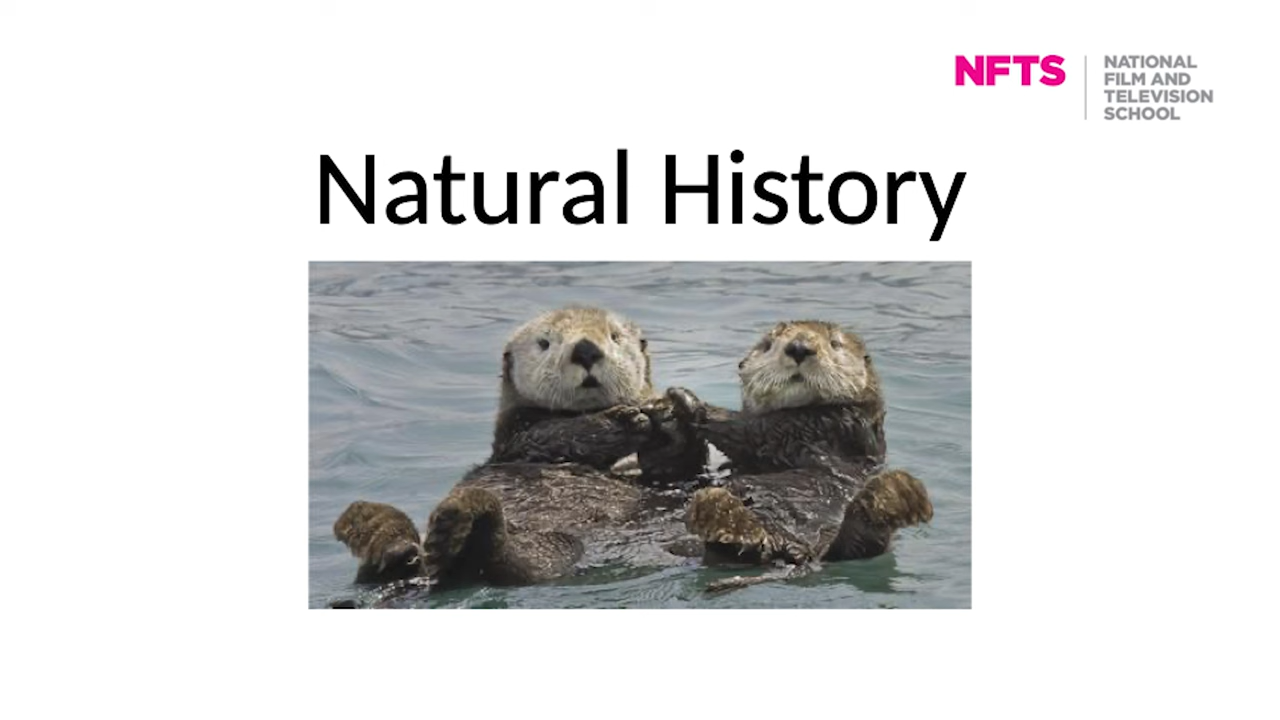 NFTS
NATIONAL
FILM AND
TELEVISION
SCHOOL
Natural History